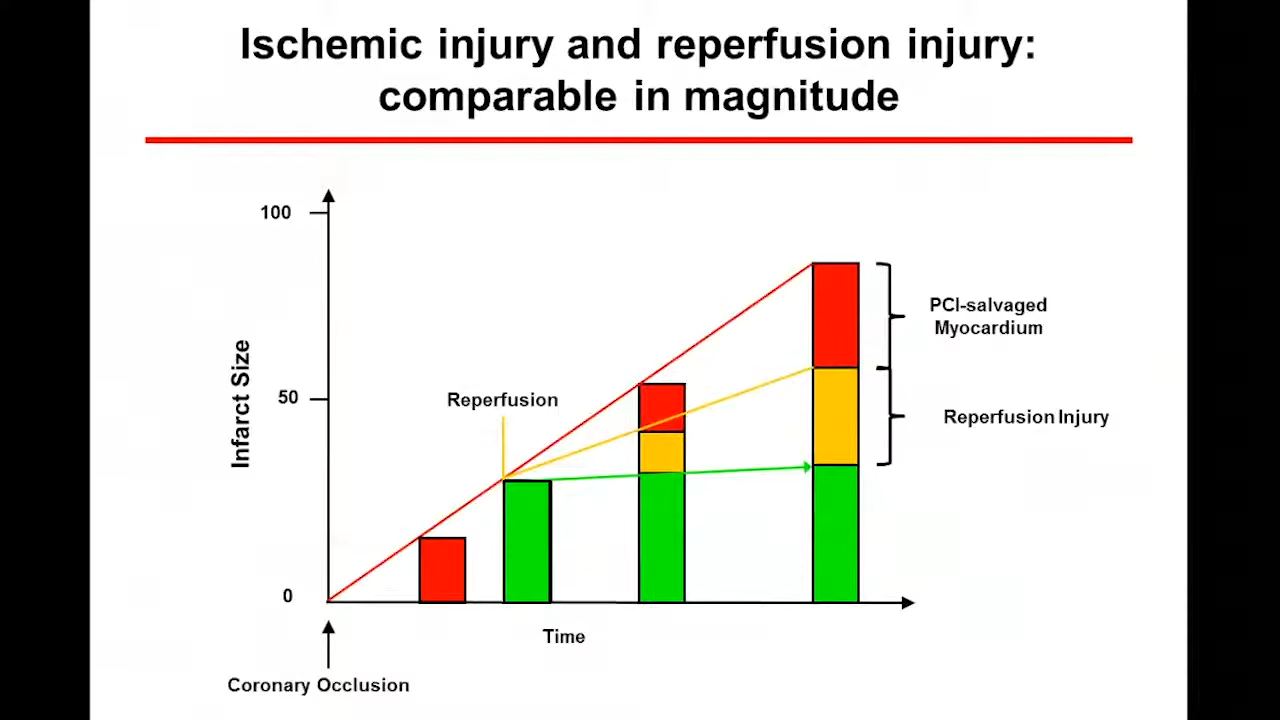 Ischemic injury and reperfusion injury:
comparable in magnitude
100
PCI-salvaged
Myocardium
Infarct Size
50
Reperfusion
Reperfusion Injury
0
Time
Coronary Occlusion